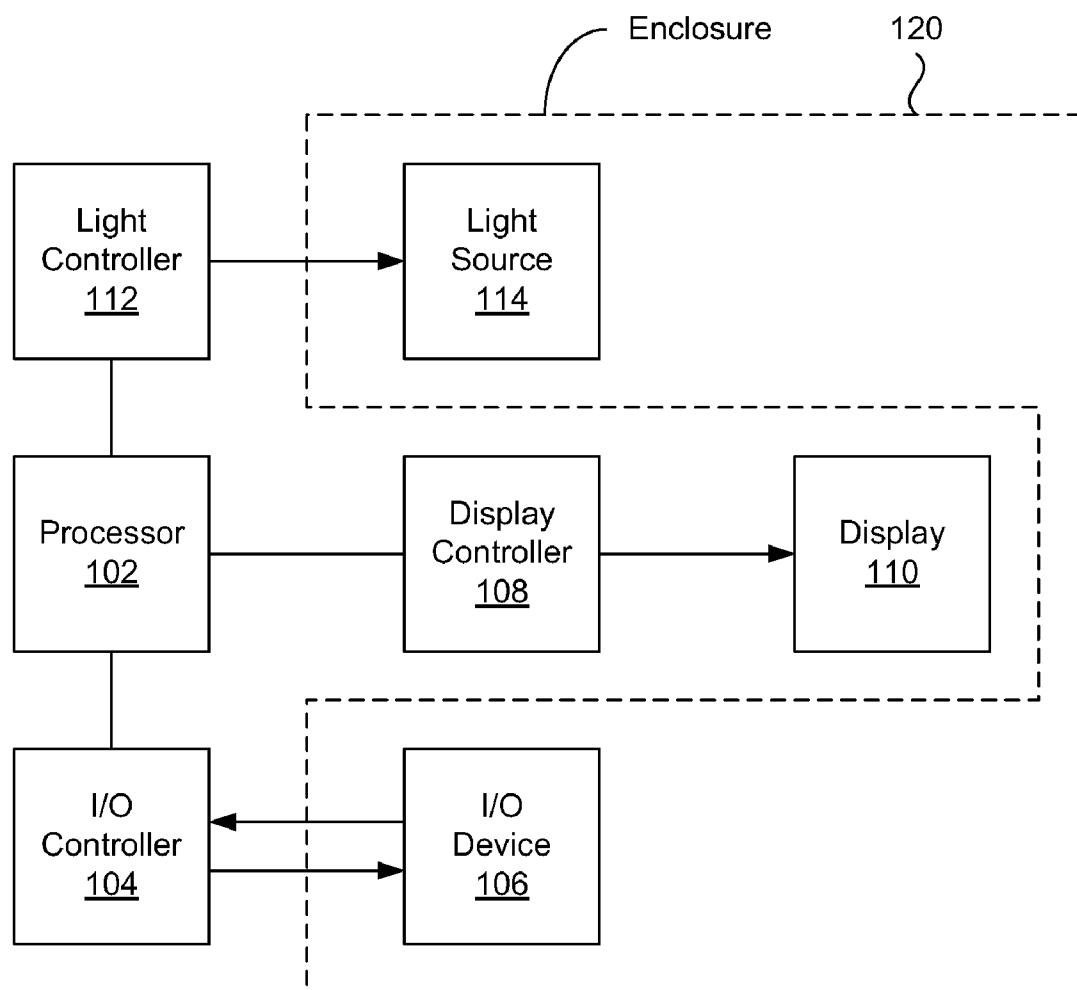 Enclosure
120
Light
Controller
112
Light
Source
114
Processor
102
Display
Controller
108
Display
110
I/O
Controller
104
I/O
Device
106